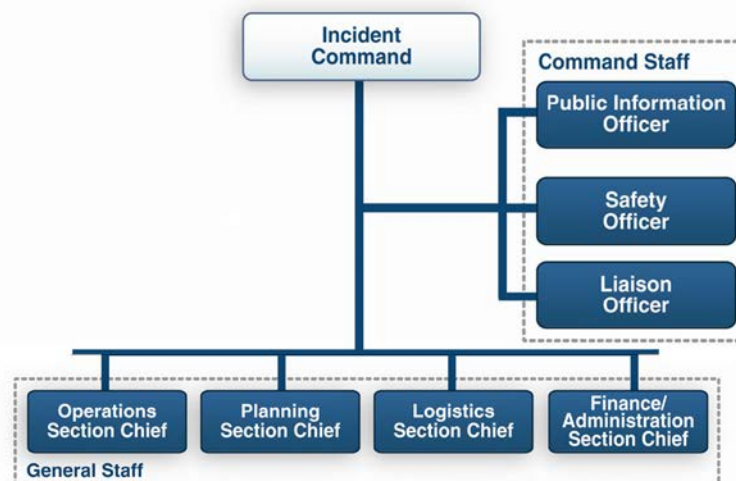 Incident
Command
Command Staff
Public Information
Officer
Safety
Officer
Liaison
Officer
Operations
Section Chief
Planning
Section Chief
Logistics
Section Chief
Finance/
Administration
Section Chief
General Staff